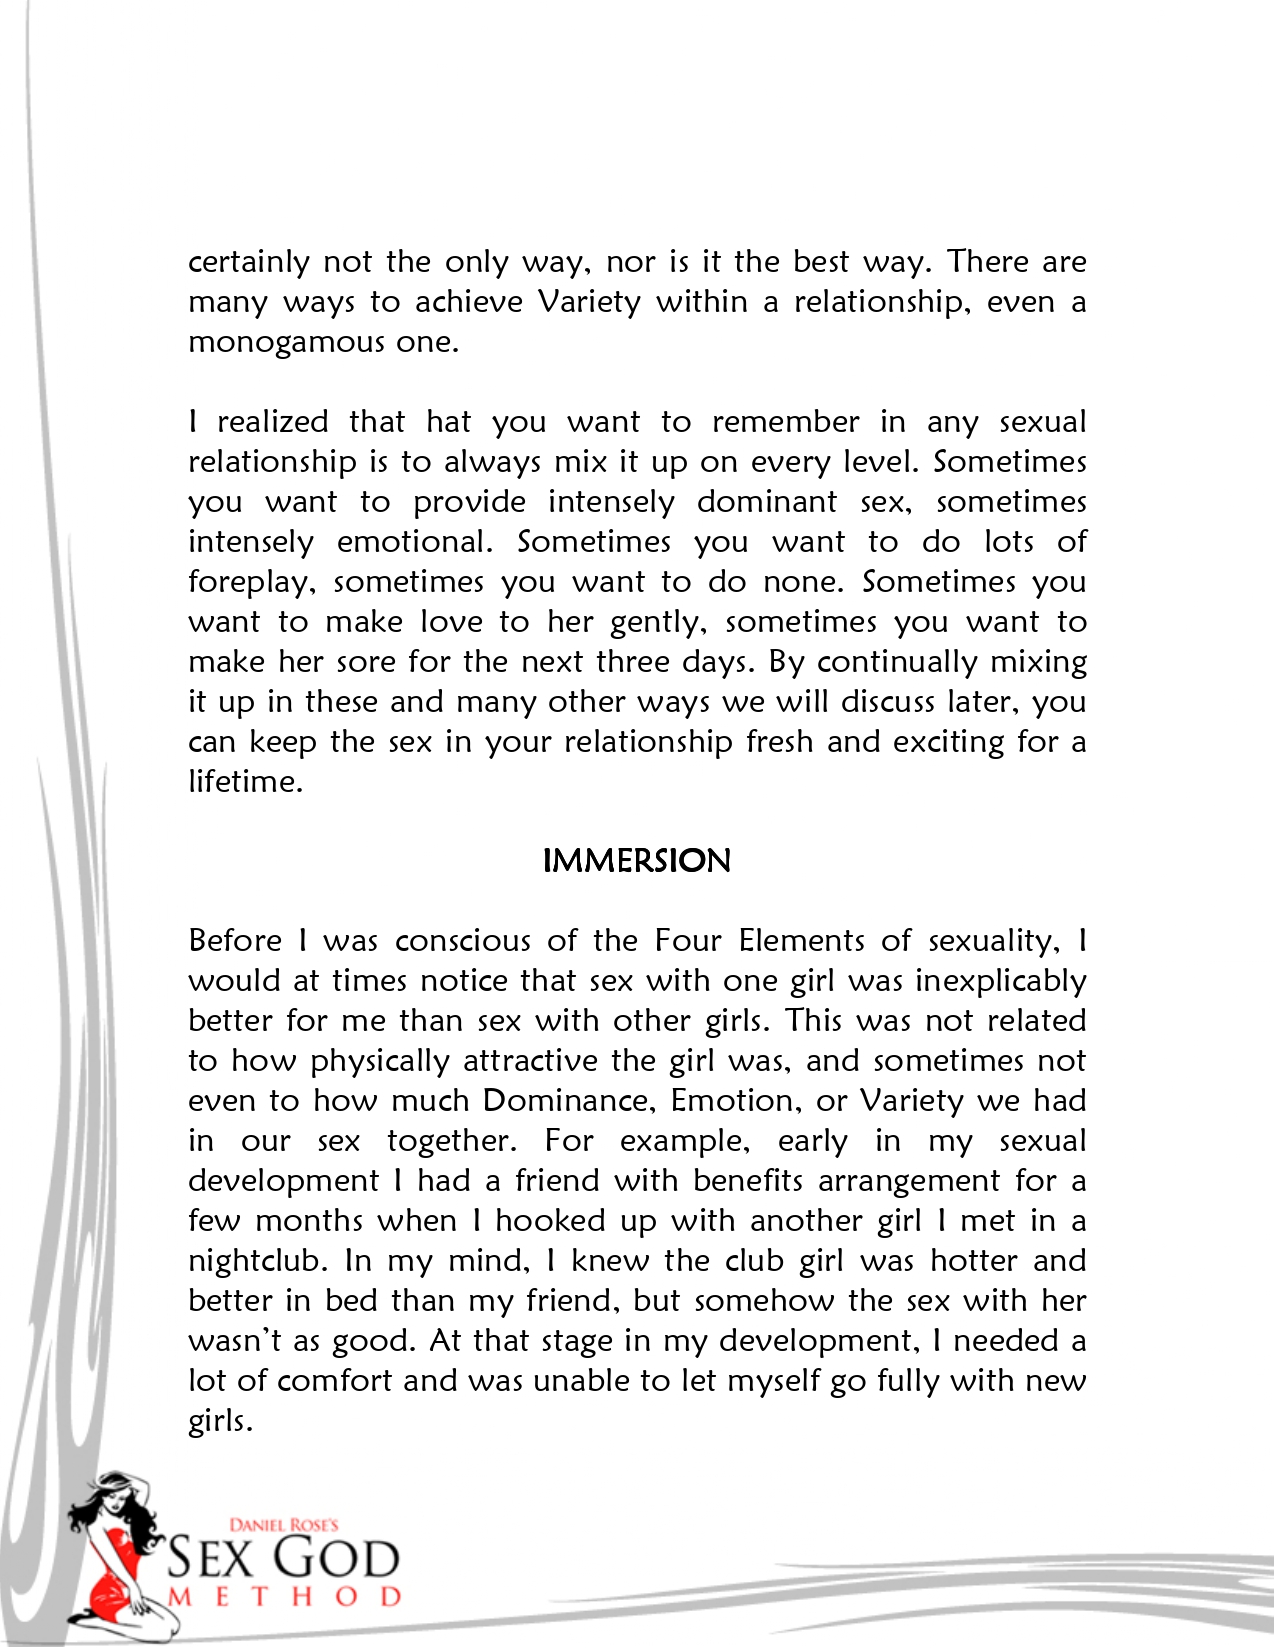 certainly not the only way, nor is it the best way. There are
many ways to achieve Variety within a relationship, even a
monogamous one.
I realized that hat you want to remember in any sexual
relationship is to always mix it up on every level. Sometimes
you want to provide intensely dominant sex, sometimes
intensely emotional. Sometimes you want to do lots of
foreplay, sometimes you want to do none. Sometimes you
want to make love to her gently, sometimes you want to
make her sore for the next three days. By continually mixing
it up in these and many other ways we will discuss later, you
can keep the sex in your relationship fresh and exciting for a
lifetime.
IMMERSION
Before I was conscious of the Four Elements of sexuality, I
would at times notice that sex with one girl was inexplicably
better for me than sex with other girls. This was not related
to how physically attractive the girl was, and sometimes not
even to how much Dominance, Emotion, or Variety we had
in our sex together. For example, early in my sexual
development I had a friend with benefits arrangement for a
few months when I hooked up with another girl I met in a
nightclub. In my mind, I knew the club girl was hotter and
better in bed than my friend, but somehow the sex with her
wasn’t as good. At that stage in my development, I needed a
lot of comfort and was unable to let myself go fully with new
girls.
DANIEL ROSE'S
SEX GOD
METHOD